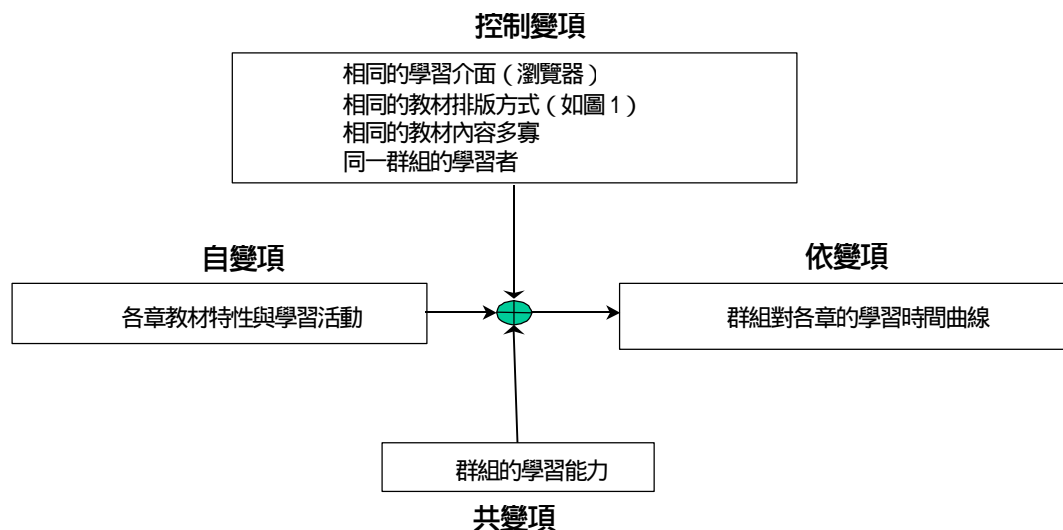 控制變項
相同的學習介面（瀏覽器）
相同的教材排版方式（如圖1）
相同的教材內容多寡
同一群組的學習者
自變項
各章教材特性與學習活動
依變項
群組對各章的學習時間曲線
群組的學習能力
共變項